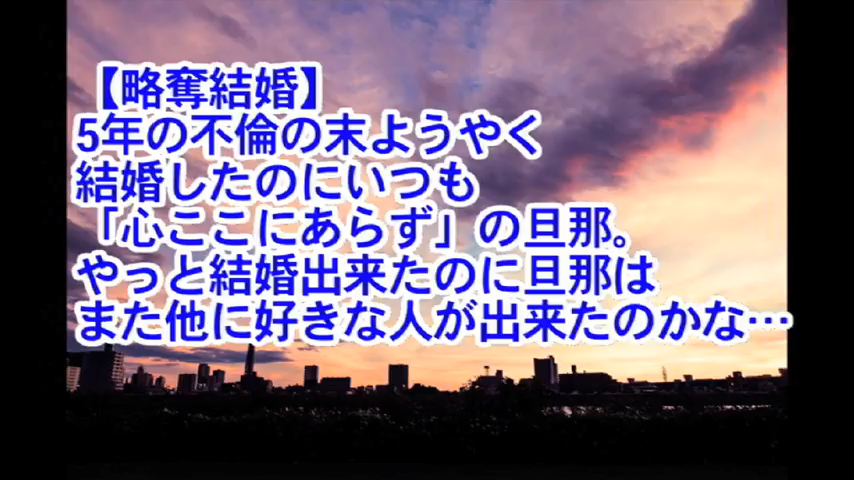 【略奪結婚】
5年の不倫の末ようやく
結婚したのにいつも
「心ここにあらず」の旦那。
やっと結婚出来たのに旦那は
また他に好きな人が出来たのかな…